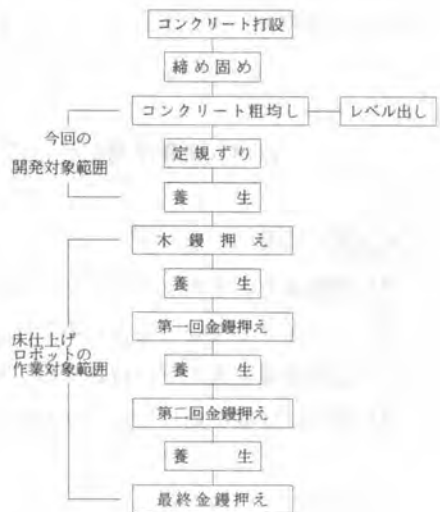 コンクリート打設
締め固め
コンクリート粗均し
レベル出し
今回の
開発対象範囲
定規ずり
養生
木鏝押え
養生
第一回金鏝押え
床仕上げ
ロボットの
作業対象範囲
養生
第二回金鏝押え
養生
最終金鏝押え